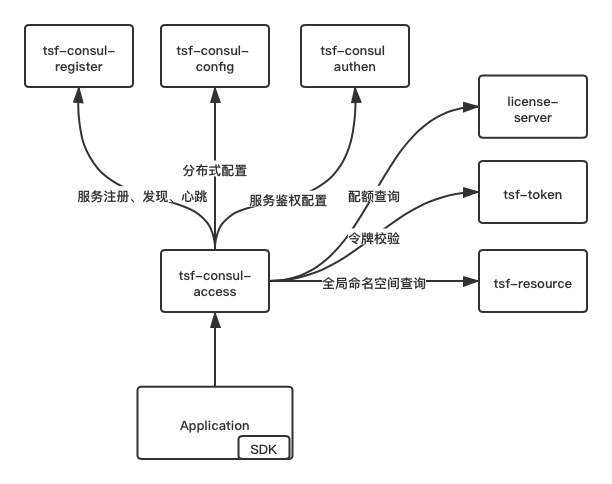 tsf-consul-
register
tsf-consul-
config
tsf-consul
authen
license-
server
分布式配置
服务注册、发现、心跳
服务鉴权配置
配额查询
tsf-token
令牌校验
tsf-consul-
access
全局命名空间查询
tsf-resource
Application
SDK